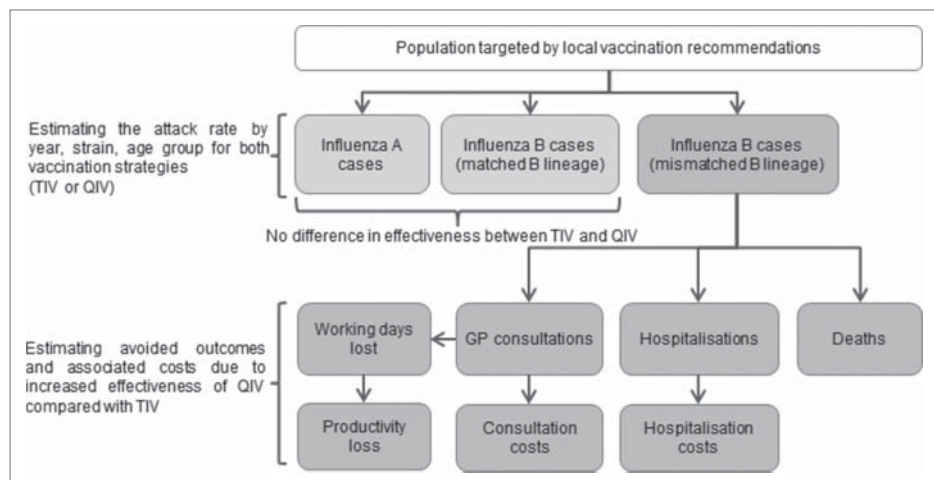 Population targeted by local vaccination recommendations
Estimating the attack rate by
year, strain, age group for both
vaccination strategies
(TIV or QIV)
Influenza A
cases
Influenza B cases
(matched B lineage)
Influenza B cases
(mismatched B lineage)
No difference in effectiveness between TIV and QIV
Estimating avoided outcomes
and associated costs due to
increased effectiveness of QIV
compared with TIV
Working days
lost
GP consultations
Hospitalisations
Deaths
Productivity
loss
Consultation
costs
Hospitalisation
costs